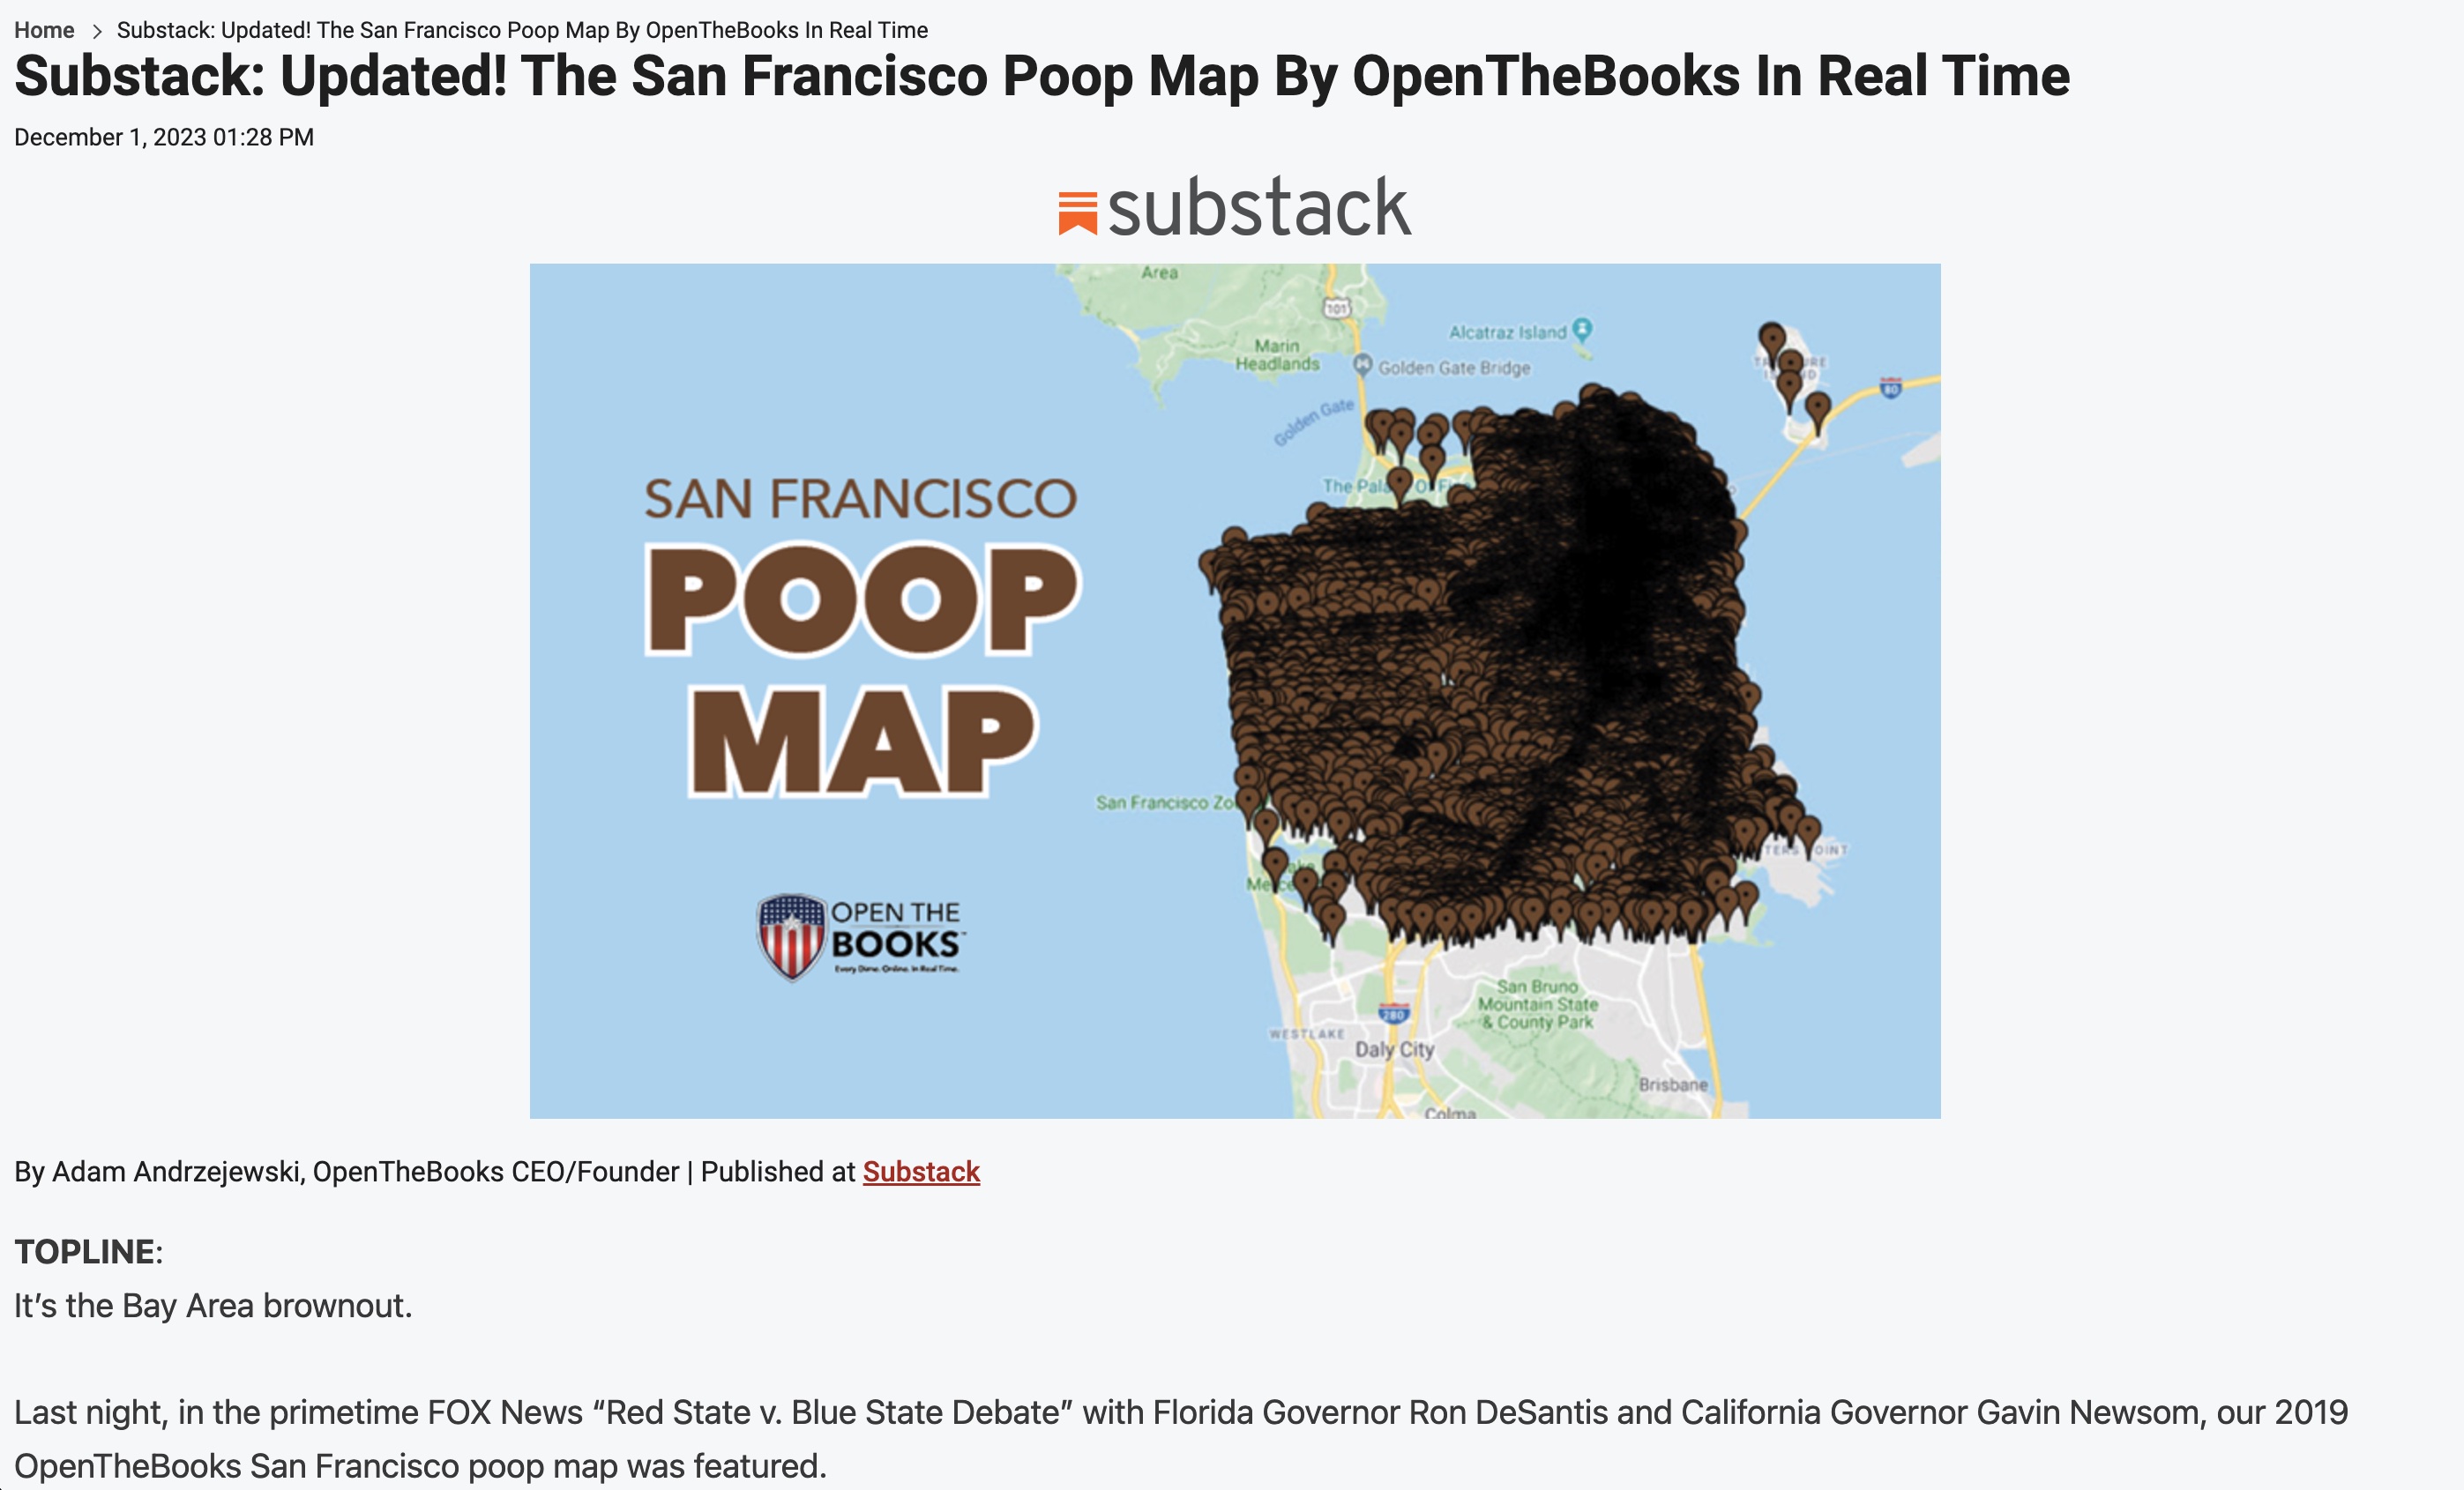 Home > Substack: Updated! The San Francisco Poop Map By OpenTheBooks In Real Time
Substack: Updated! The San Francisco Poop Map By OpenTheBooks In Real Time
December 1, 2023 01:28 PM
substack
Area
101
Alcatraz Island
Marin
Headlands
Golden Gate Bridge
80
Golden Gate
The Pala
SAN FRANCISCO
POOP
MAP
San Francisco Zo
OPEN THE
BOOKS™
Every Dime. Online. In Real Time.
280
San Bruno
Mountain State
& County Park
WESTLAKE
Daly City
Brisbane
Colma
By Adam Andrzejewski, OpenTheBooks CEO/Founder | Published at Substack
TOPLINE:
It’s the Bay Area brownout.
Last night, in the primetime FOX News “Red State v. Blue State Debate” with Florida Governor Ron DeSantis and California Governor Gavin Newsom, our 2019
OpenTheBooks San Francisco poop map was featured.